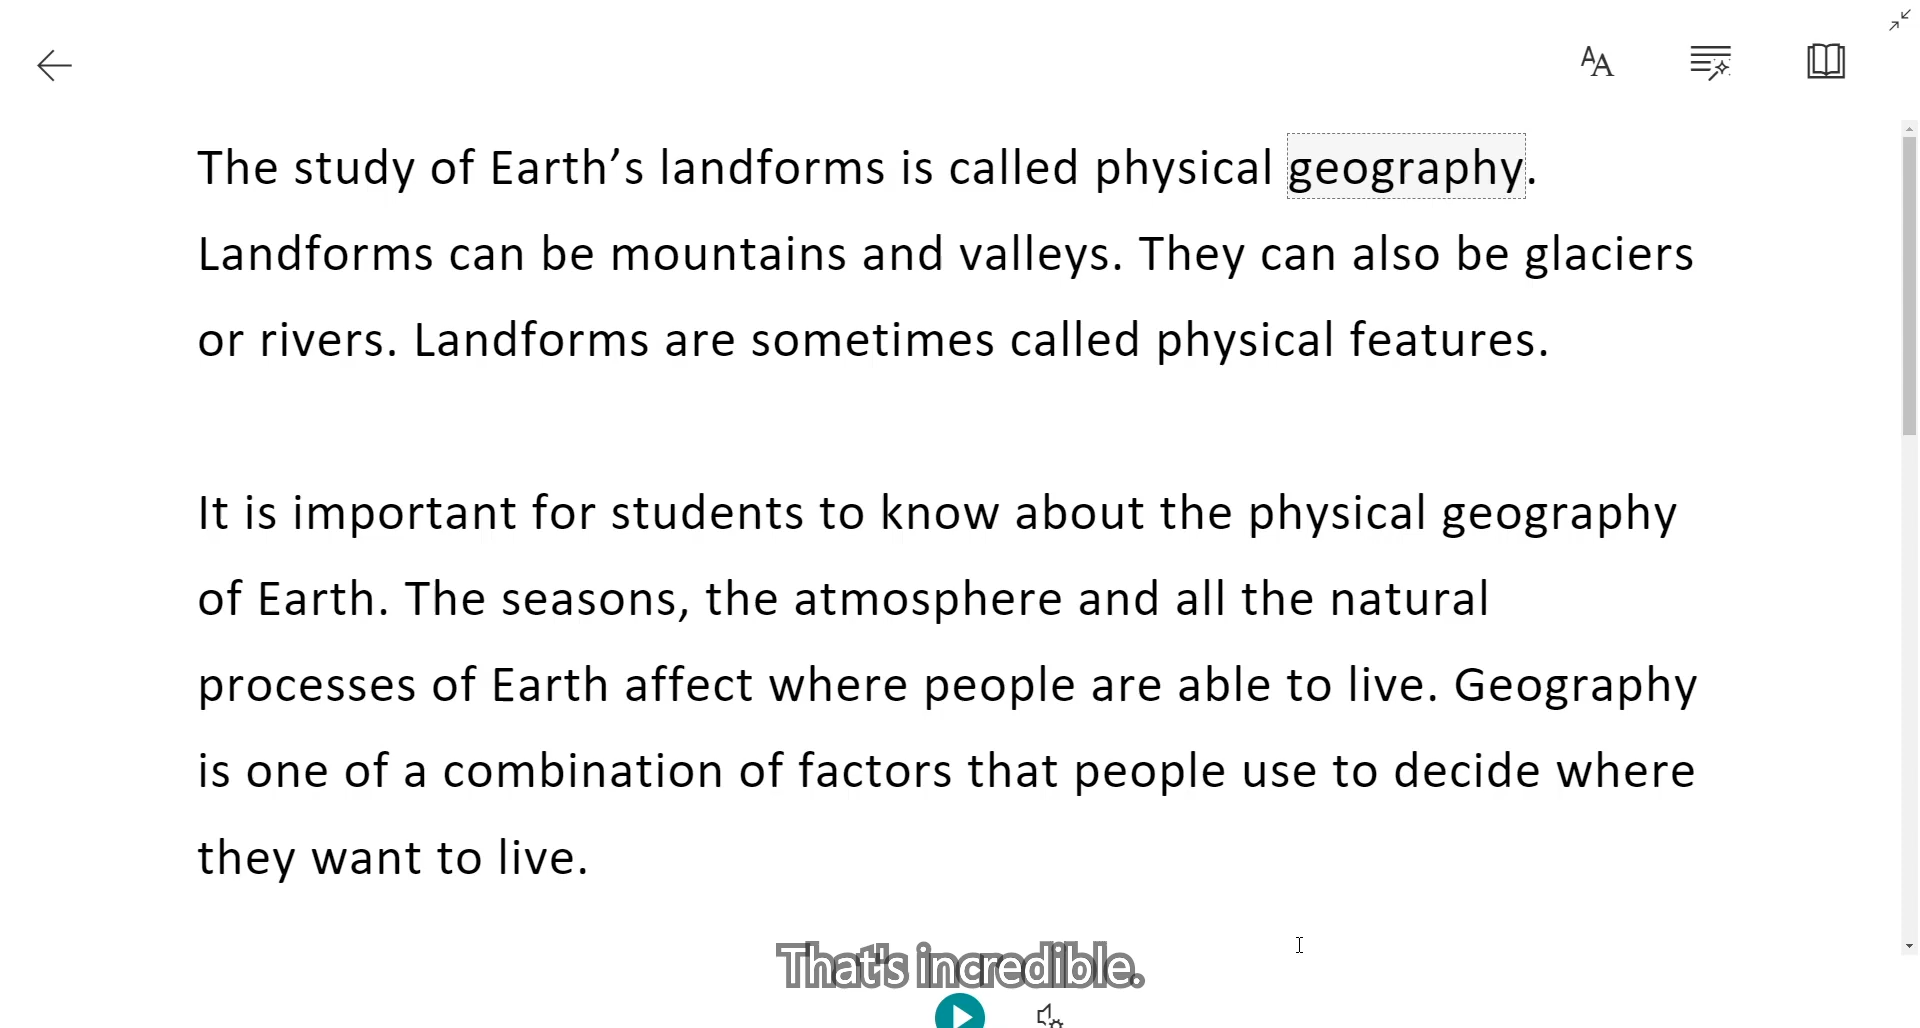 AA
The study of Earth’s landforms is called physical geography.
Landforms can be mountains and valleys. They can also be glaciers
or rivers. Landforms are sometimes called physical features.
It is important for students to know about the physical geography
of Earth. The seasons, the atmosphere and all the natural
processes of Earth affect where people are able to live. Geography
is one of a combination of factors that people use to decide where
they want to live.
That's incredible.